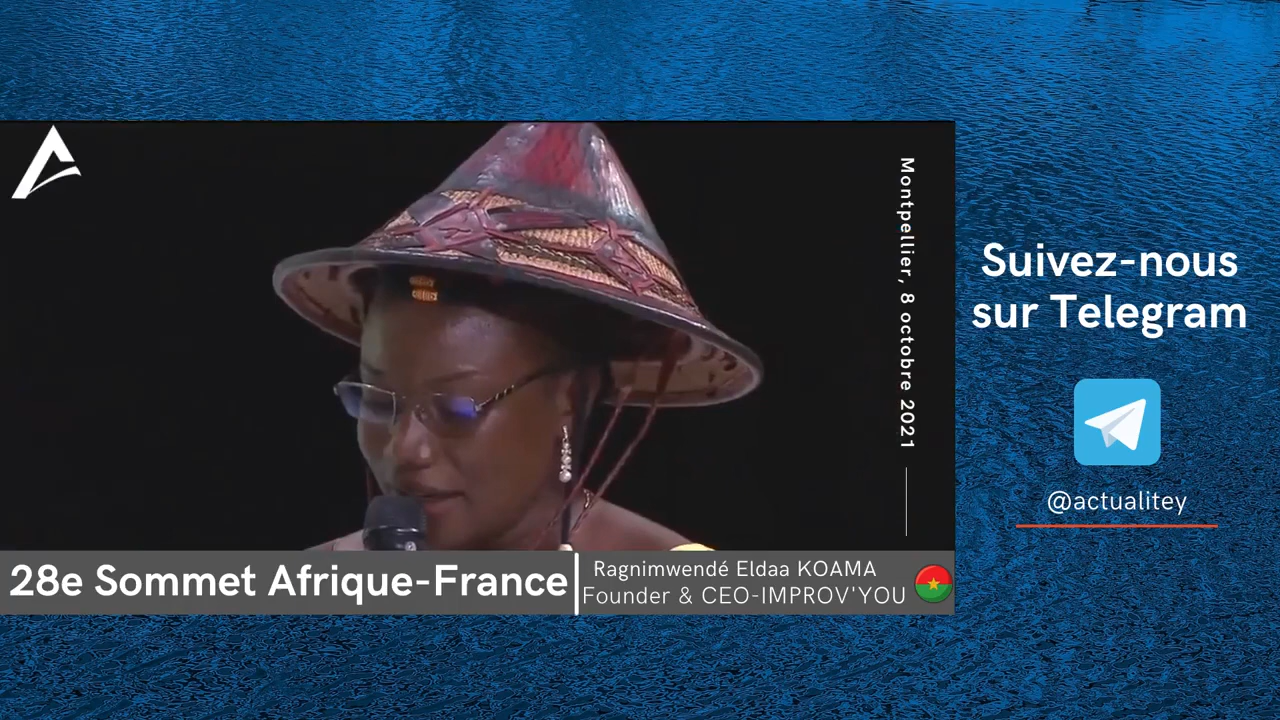 Montpellier, 8 octobre 2021
Suivez-nous
sur Telegram
@actualitey
28e Sommet Afrique-France
Ragnimwendé Eldaa KOAMA
Founder & CEO-IMPROV'YOU